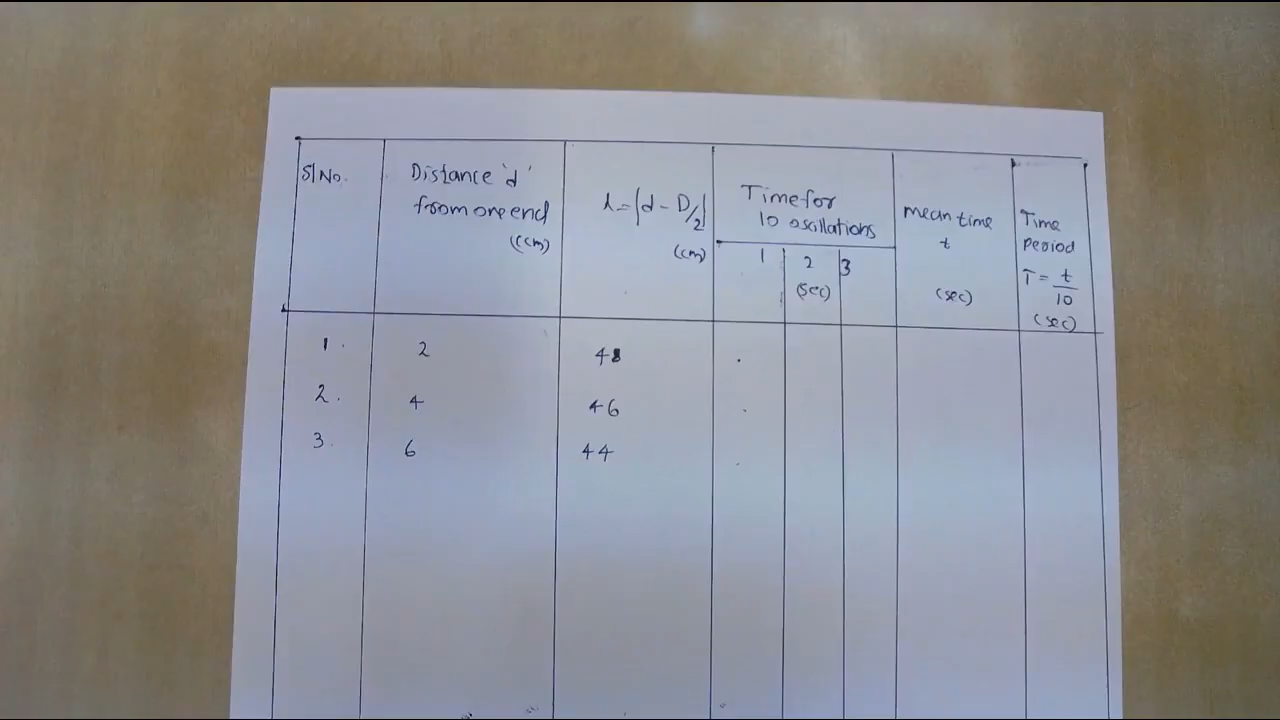 Sl No.
Distance 'd'
from one end
(cm)
λ = |d - D/2|
(cm)
Time for
10 oscillations
1 2 3
(sec)
mean time
t
(sec)
Time
period
T = t/10
(sec)
1. 2 48
2. 4 46
3. 6 44